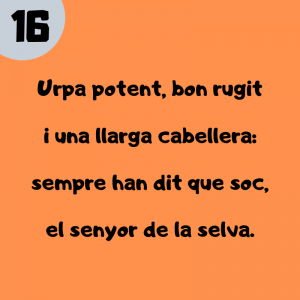 16
Urpa potent, bon rugit
i una llarga cabellera:
sempre han dit que soc,
el senyor de la selva.